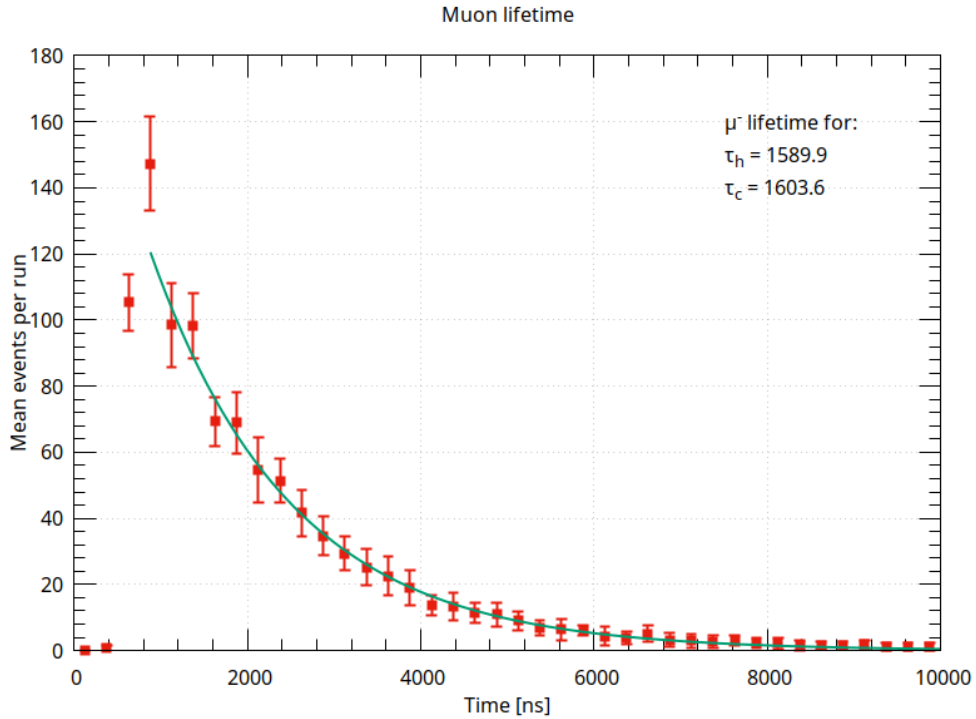 Muon lifetime
180
160
140
120
100
80
60
40
20
0
Mean events per run
μ- lifetime for:
τh = 1589.9
τc = 1603.6
0 2000 4000 6000 8000 10000
Time [ns]